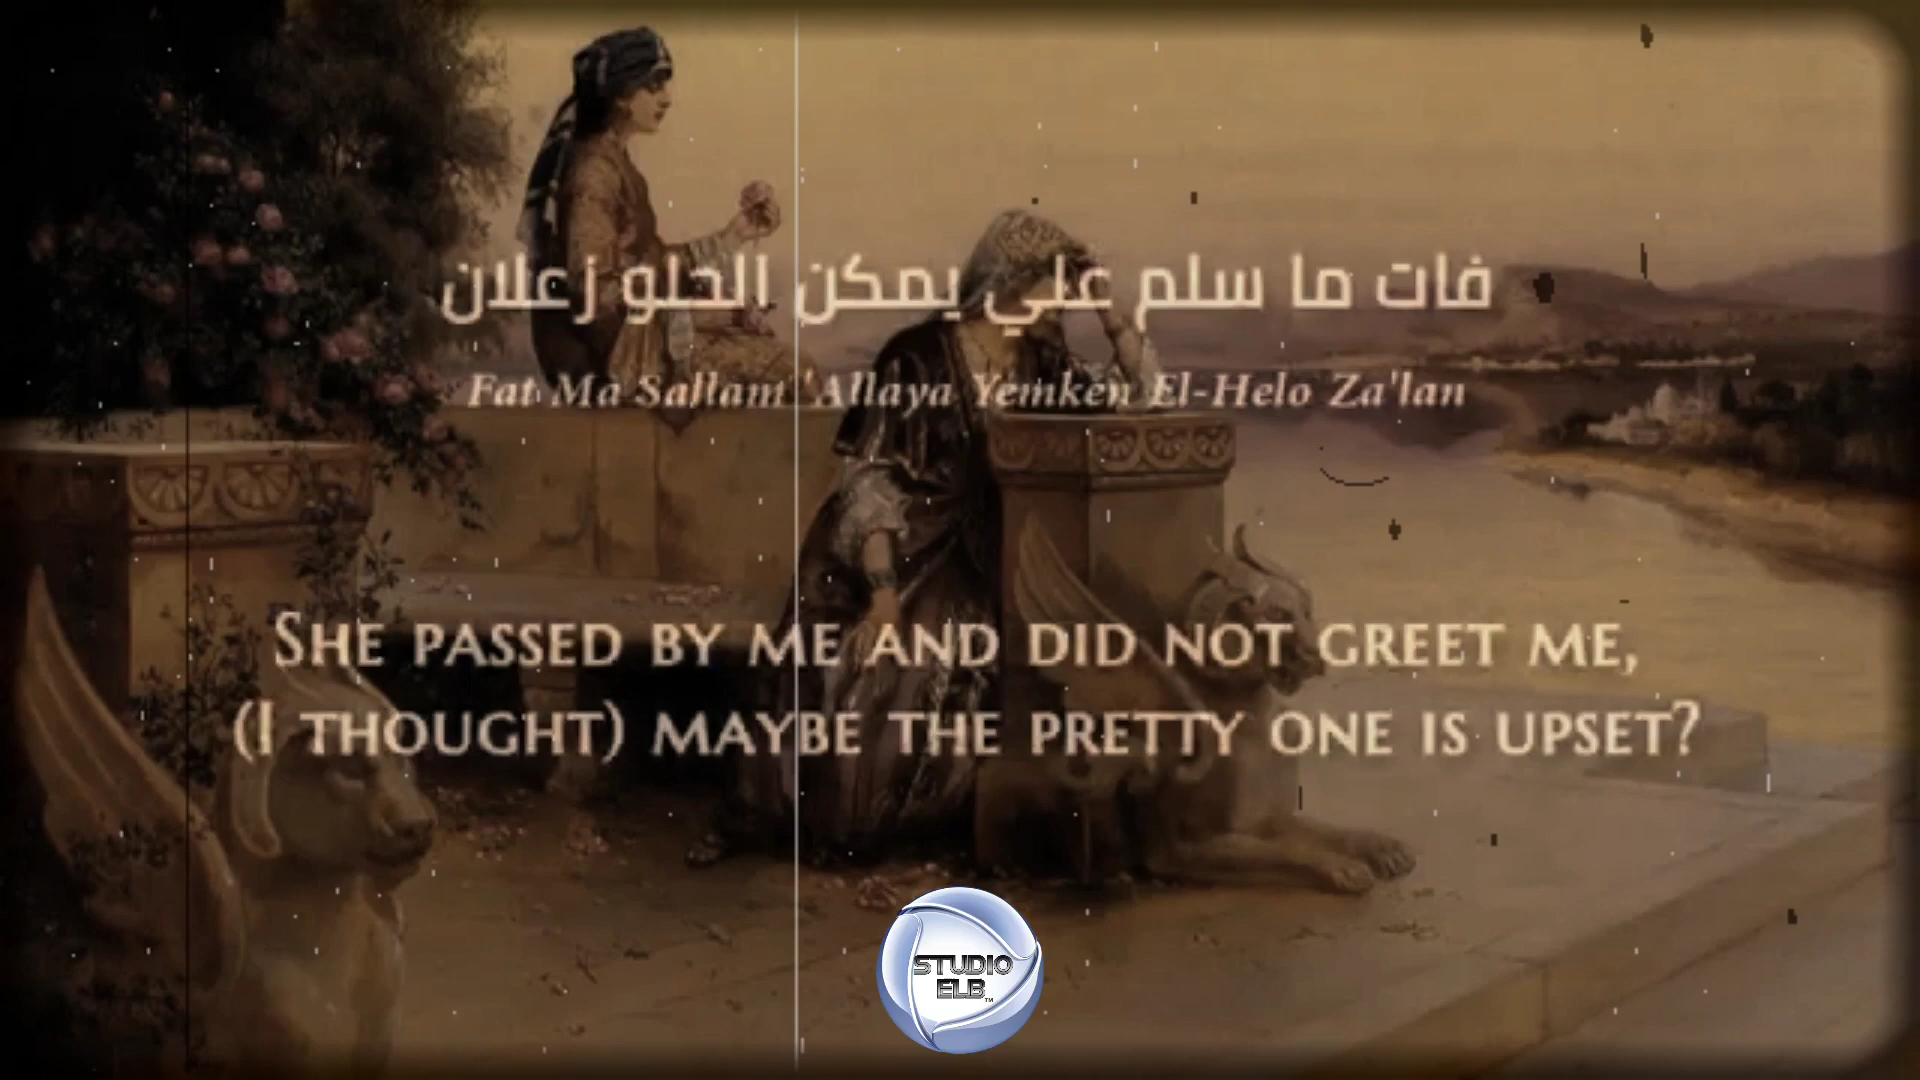 فات ما سلم علي يمكن الحلو زعلان
Fat Ma Sallam 'Allaya Yemken El-Helo Za'lan
SHE PASSED BY ME AND DID NOT GREET ME,
(I THOUGHT) MAYBE THE PRETTY ONE IS UPSET?
STUDIO
ELB™